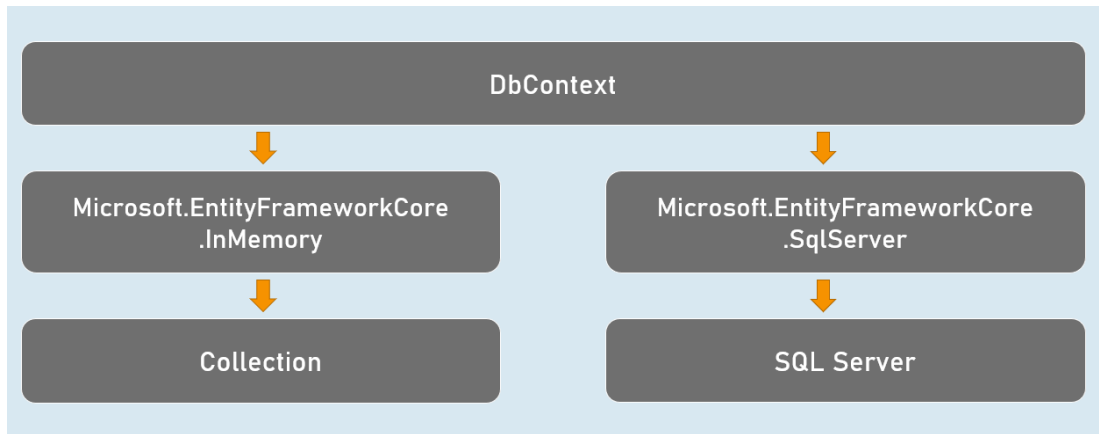 DbContext
Microsoft.EntityFrameworkCore
.InMemory
Microsoft.EntityFrameworkCore
.SqlServer
Collection
SQL Server